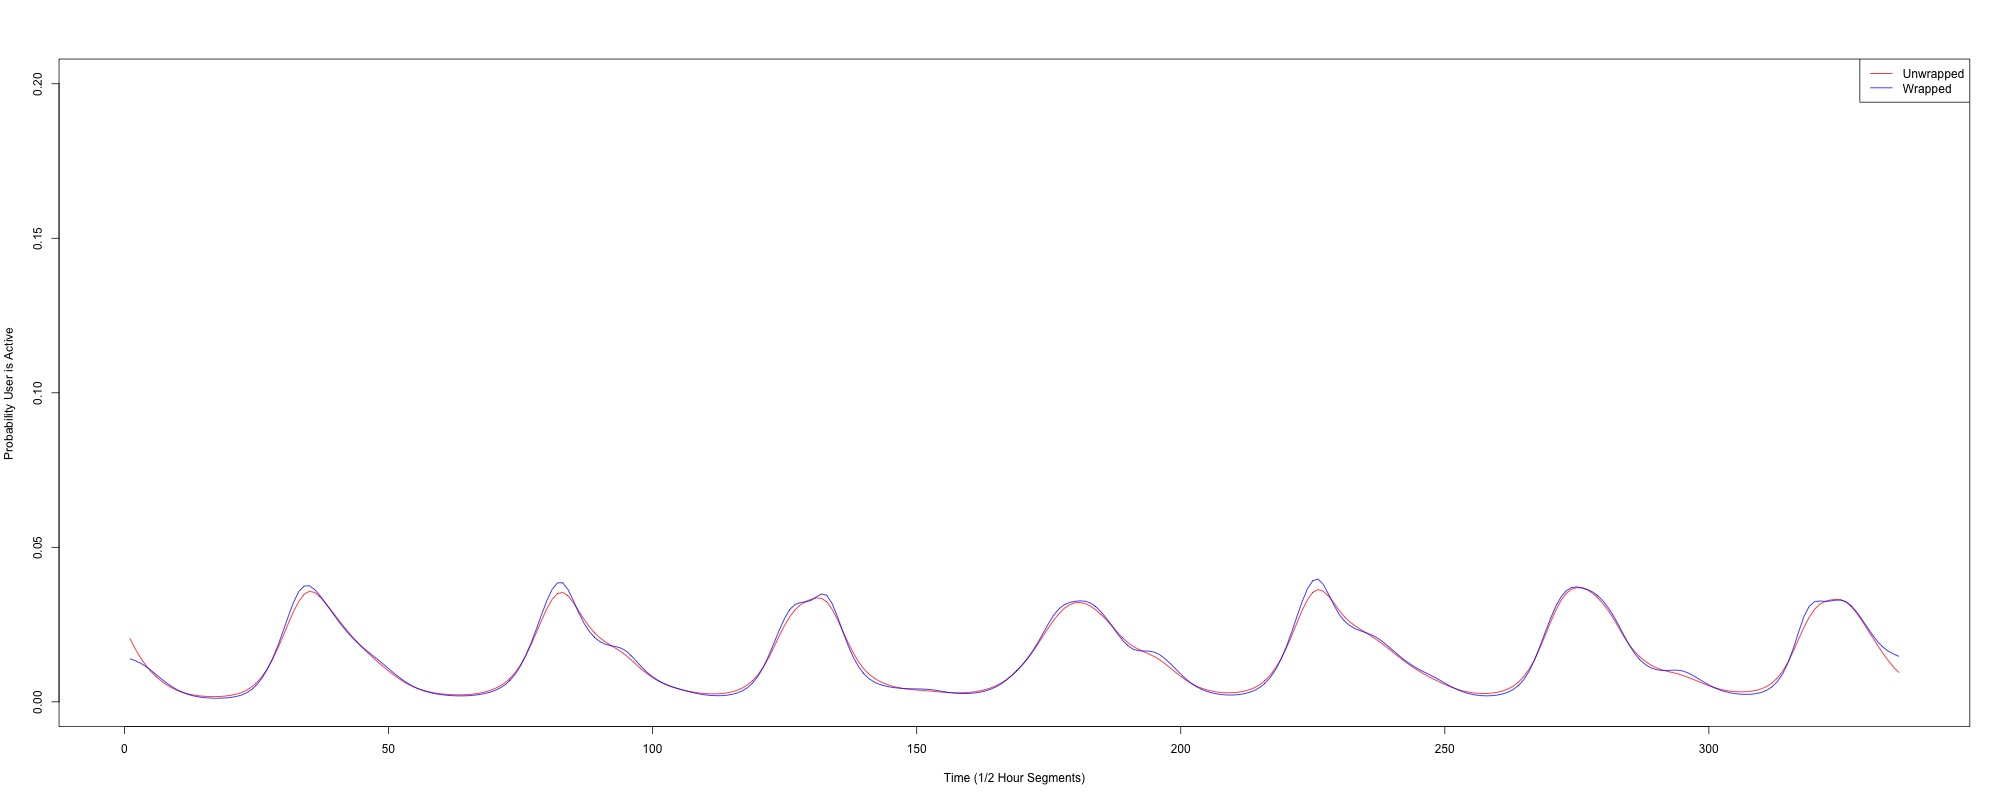 Unwrapped
Wrapped
Probability User is Active
0.20
0.15
0.10
0.05
0.00
0 50 100 150 200 250 300
Time (1/2 Hour Segments)